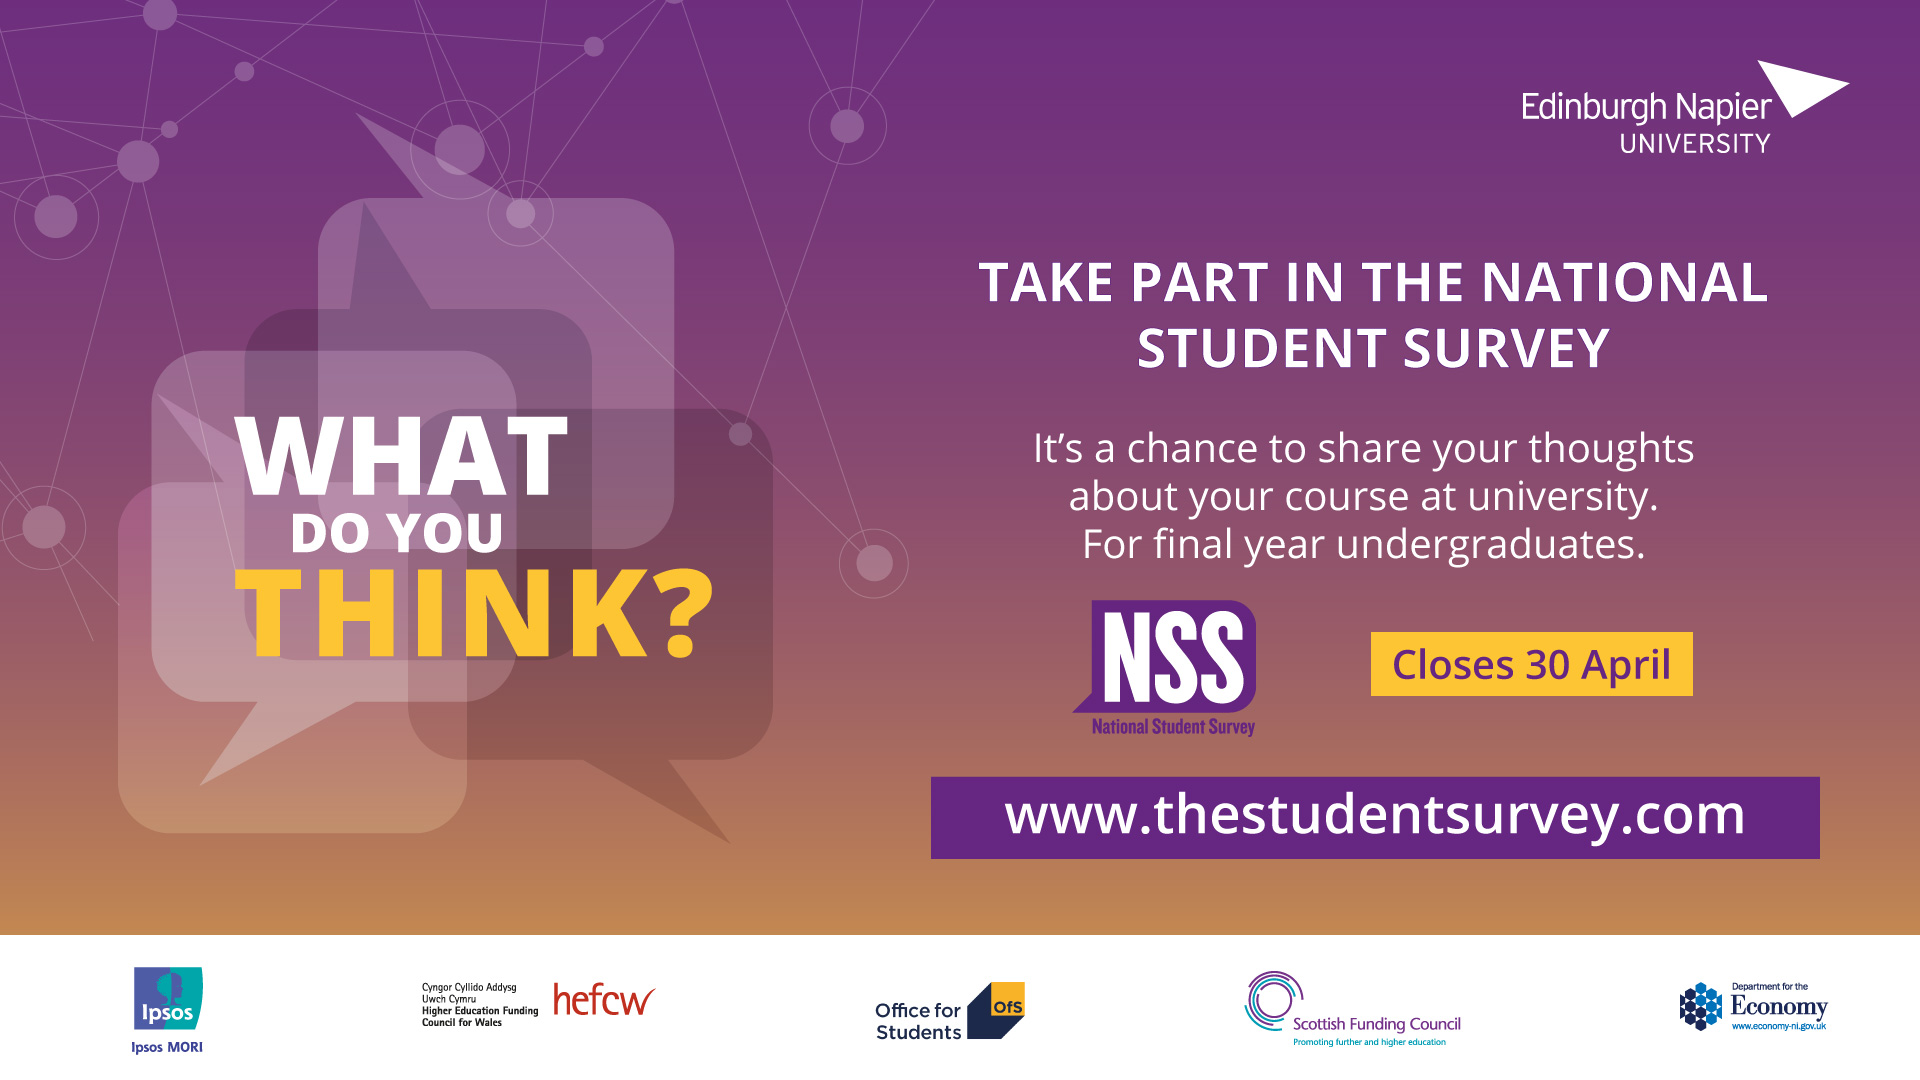 Edinburgh Napier
UNIVERSITY
WHAT
DO YOU
THINK?
TAKE PART IN THE NATIONAL
STUDENT SURVEY
It’s a chance to share your thoughts
about your course at university.
For final year undergraduates.
NSS
National Student Survey
Closes 30 April
www.thestudentsurvey.com
Ipsos
Ipsos MORI
Cyngor Cyllido Addysg
Uwch Cymru
Higher Education Funding
Council for Wales
hefcw
Office for
Students
OfS
Scottish Funding Council
Promoting further and higher education
Department for the
Economy
www.economy-ni.gov.uk